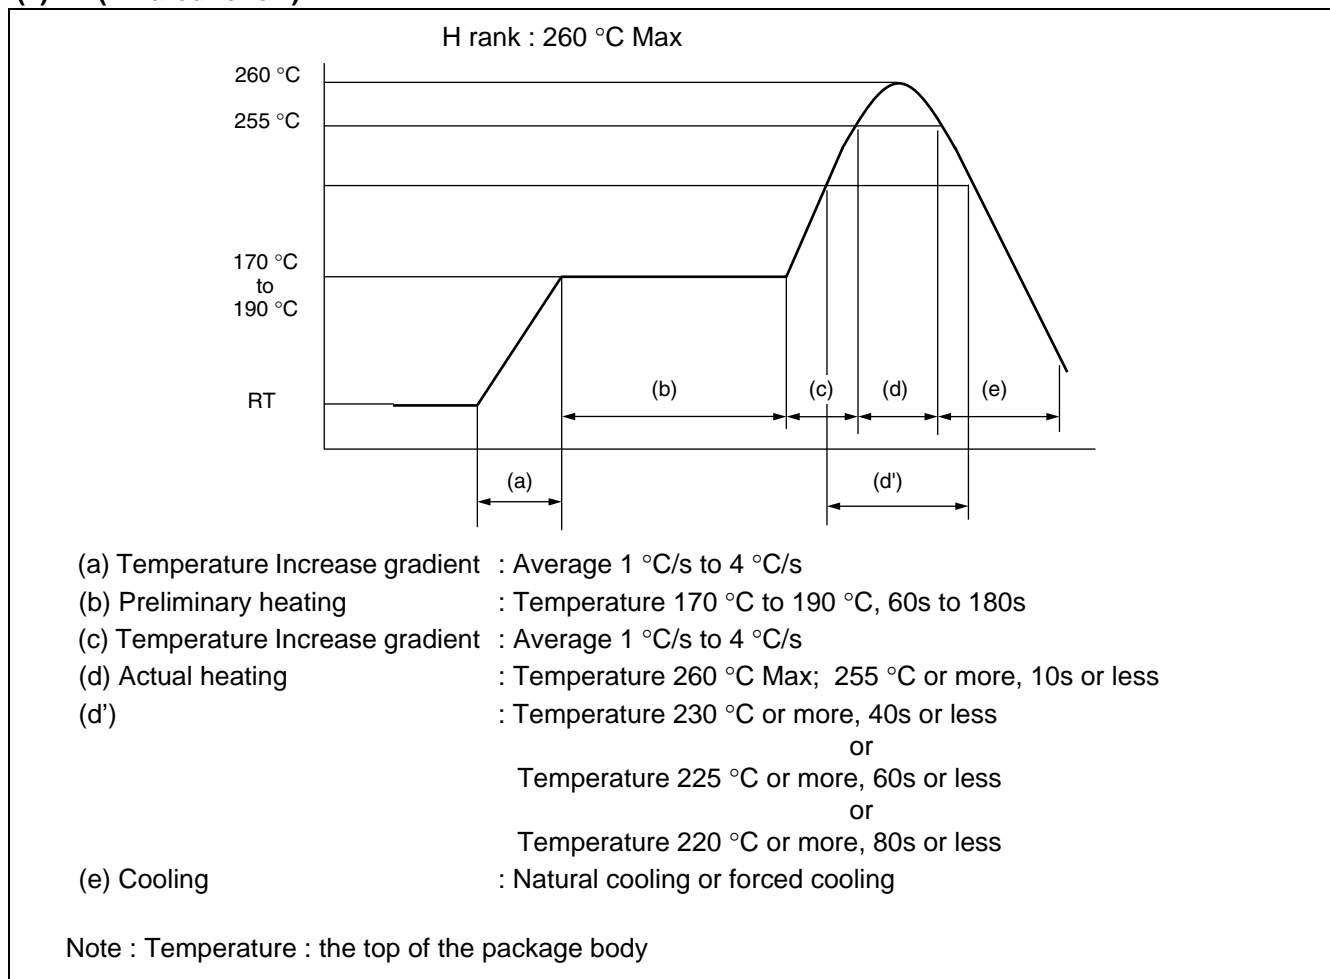 H rank : 260 °C Max
260 °C
255 °C
170 °C
to
190 °C
RT
(b)
(c)
(d)
(e)
(a)
(d')
(a) Temperature Increase gradient : Average 1 °C/s to 4 °C/s
(b) Preliminary heating : Temperature 170 °C to 190 °C, 60s to 180s
(c) Temperature Increase gradient : Average 1 °C/s to 4 °C/s
(d) Actual heating : Temperature 260 °C Max; 255 °C or more, 10s or less
(d’) : Temperature 230 °C or more, 40s or less
or
Temperature 225 °C or more, 60s or less
or
Temperature 220 °C or more, 80s or less
(e) Cooling : Natural cooling or forced cooling
Note : Temperature : the top of the package body